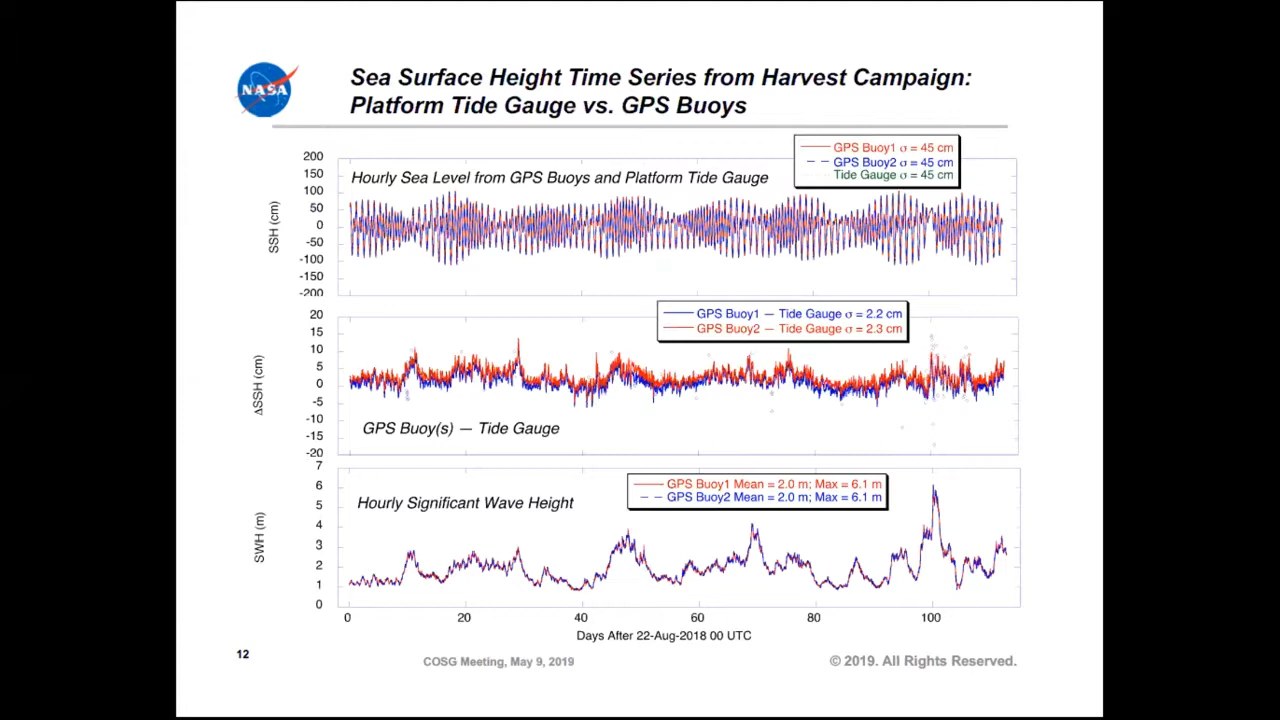 NASA
Sea Surface Height Time Series from Harvest Campaign:
Platform Tide Gauge vs. GPS Buoys
GPS Buoy1 σ = 45 cm
GPS Buoy2 σ = 45 cm
Tide Gauge σ = 45 cm
Hourly Sea Level from GPS Buoys and Platform Tide Gauge
SSH (cm)
200
150
100
50
0
-50
-100
-150
-200
GPS Buoy1 — Tide Gauge σ = 2.2 cm
GPS Buoy2 — Tide Gauge σ = 2.3 cm
ΔSSH (cm)
20
15
10
5
0
-5
-10
-15
-20
GPS Buoy(s) — Tide Gauge
GPS Buoy1 Mean = 2.0 m; Max = 6.1 m
GPS Buoy2 Mean = 2.0 m; Max = 6.1 m
Hourly Significant Wave Height
SWH (m)
7
6
5
4
3
2
1
0
0 20 40 60 80 100
Days After 22-Aug-2018 00 UTC
12
COSG Meeting, May 9, 2019
© 2019. All Rights Reserved.